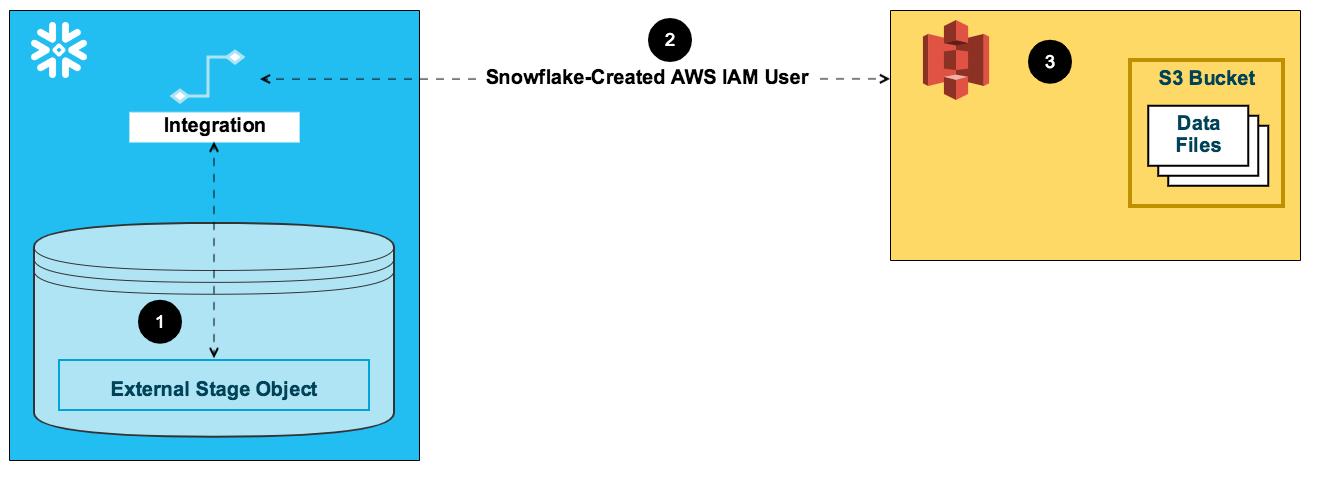 2
Snowflake-Created AWS IAM User
3
S3 Bucket
Data
Files
Integration
1
External Stage Object